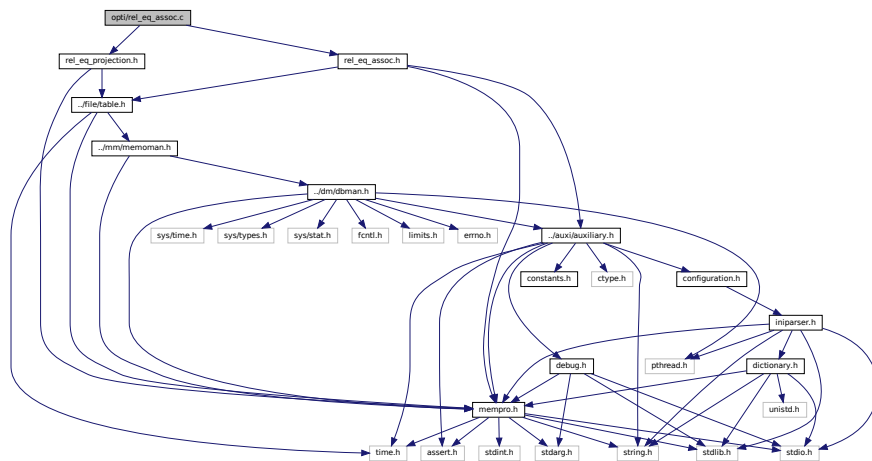 opti/rel_eq_assoc.c
rel_eq_projection.h
rel_eq_assoc.h
../file/table.h
../mm/memoman.h
../dm/dbman.h
sys/time.h
sys/types.h
sys/stat.h
fcntl.h
limits.h
errno.h
../auxi/auxiliary.h
constants.h
ctype.h
configuration.h
iniparser.h
debug.h
pthread.h
dictionary.h
mempro.h
unistd.h
time.h
assert.h
stdint.h
stdarg.h
string.h
stdlib.h
stdio.h